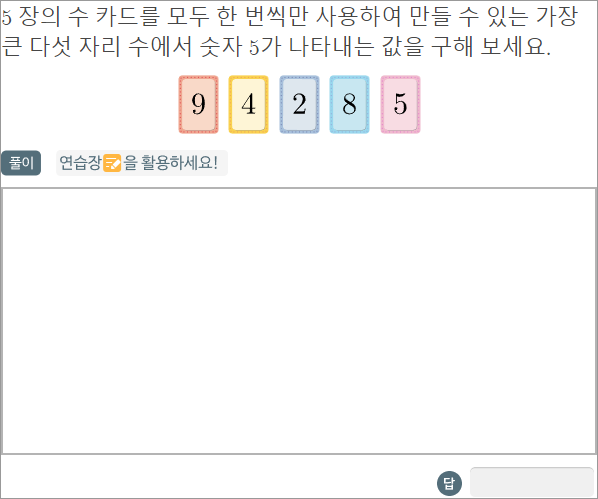 5 장의 수 카드를 모두 한 번씩만 사용하여 만들 수 있는 가장
큰 다섯 자리 수에서 숫자 5가 나타내는 값을 구해 보세요.
9 4 2 8 5
풀이 연습장을 활용하세요!
답